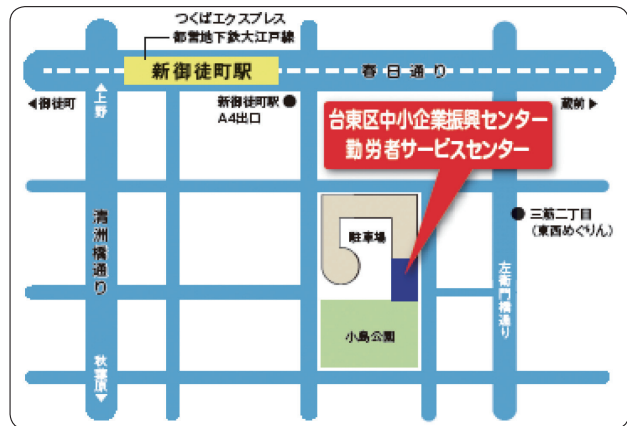 つくばエクスプレス
都営地下鉄大江戸線
新御徒町駅
春日通り
◀御徒町
▲上野
新御徒町駅
A4出口
蔵前▶
台東区中小企業振興センター
勤労者サービスセンター
清洲橋通り
駐車場
三筋二丁目
(東西めぐりん)
左衛門橋通り
小島公園
秋葉原▼